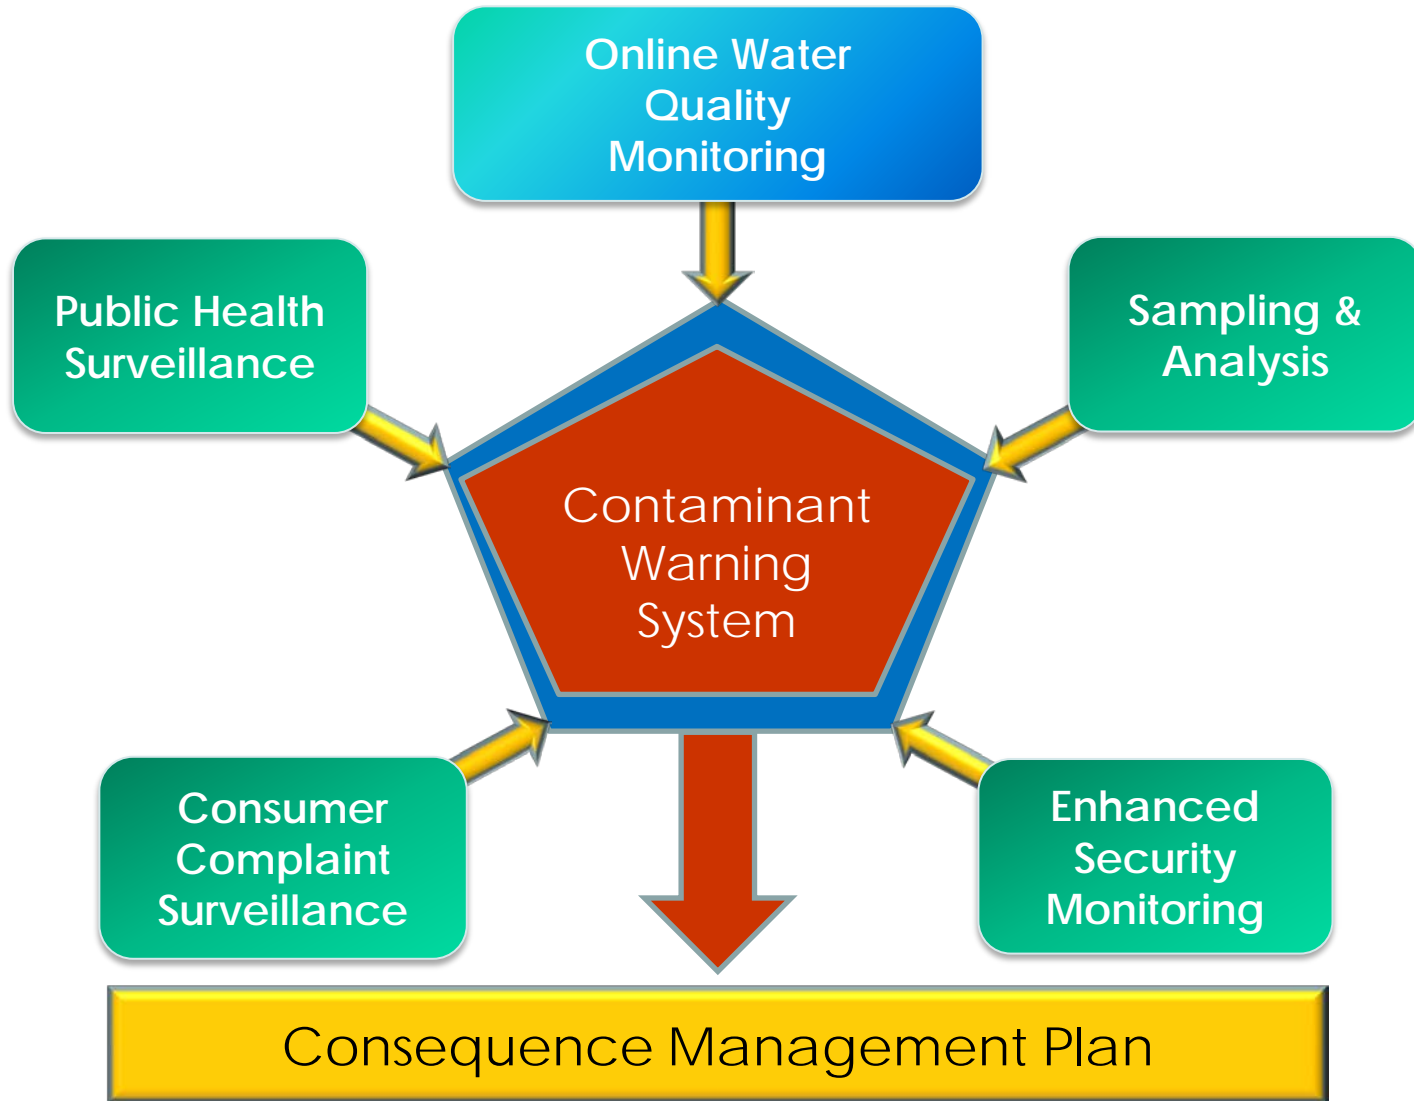 Online Water
Quality
Monitoring
Public Health
Surveillance
Sampling &
Analysis
Contaminant
Warning
System
Consumer
Complaint
Surveillance
Enhanced
Security
Monitoring
Consequence Management Plan